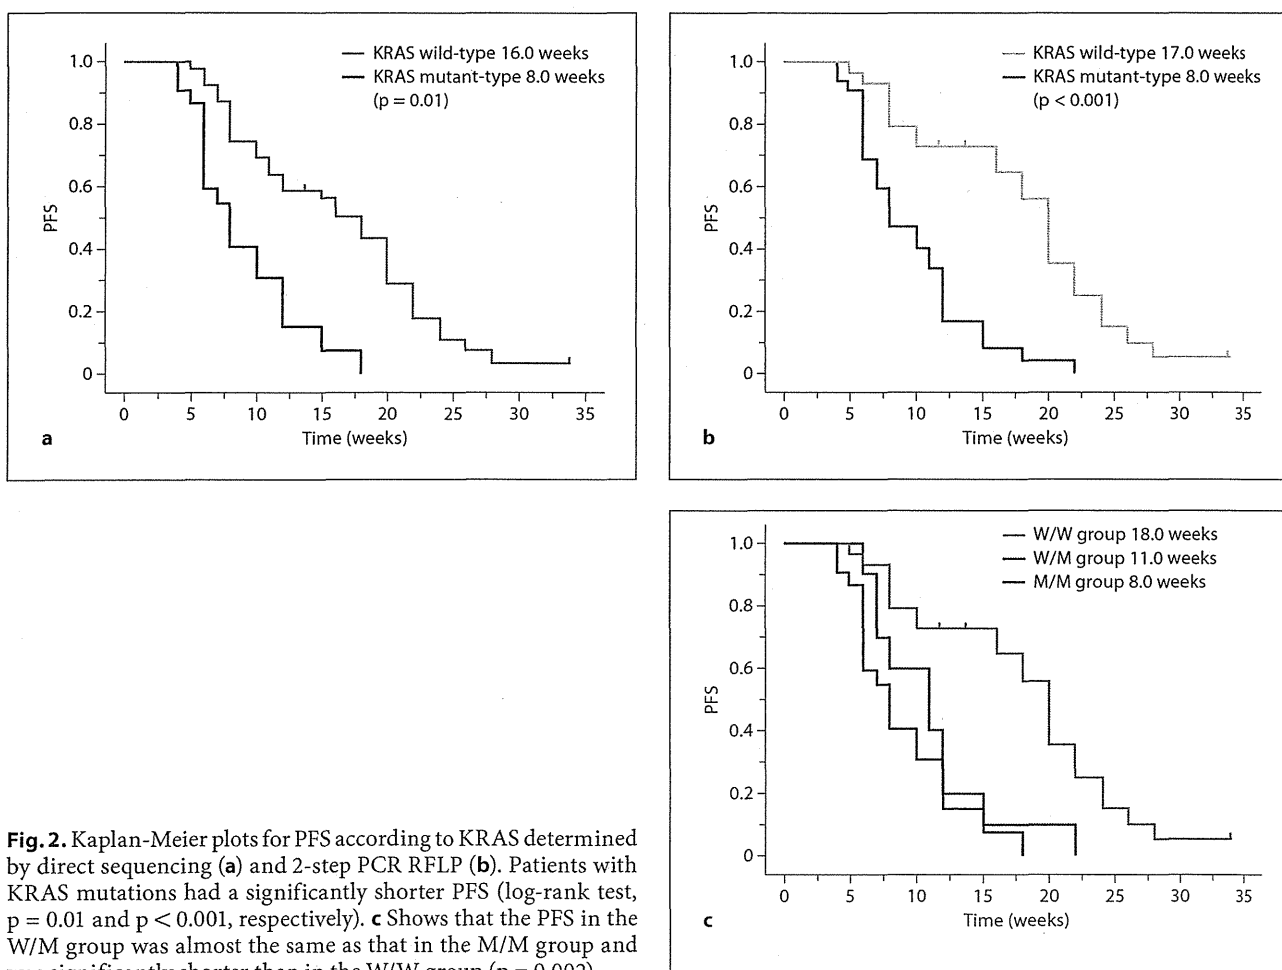 KRAS wild-type 16.0 weeks
KRAS mutant-type 8.0 weeks
(p = 0.01)
1.0
0.8
0.6
0.4
0.2
0
PFS
0 5 10 15 20 25 30 35
Time (weeks)
a
KRAS wild-type 17.0 weeks
KRAS mutant-type 8.0 weeks
(p < 0.001)
1.0
0.8
0.6
0.4
0.2
0
PFS
0 5 10 15 20 25 30 35
Time (weeks)
b
W/W group 18.0 weeks
W/M group 11.0 weeks
M/M group 8.0 weeks
1.0
0.8
0.6
0.4
0.2
0
PFS
0 5 10 15 20 25 30 35
Time (weeks)
c
Fig. 2. Kaplan-Meier plots for PFS according to KRAS determined
by direct sequencing (a) and 2-step PCR RFLP (b). Patients with
KRAS mutations had a significantly shorter PFS (log-rank test,
p = 0.01 and p < 0.001, respectively). c Shows that the PFS in the
W/M group was almost the same as that in the M/M group and
significantly shorter than in the W/W group (p = 0.002)